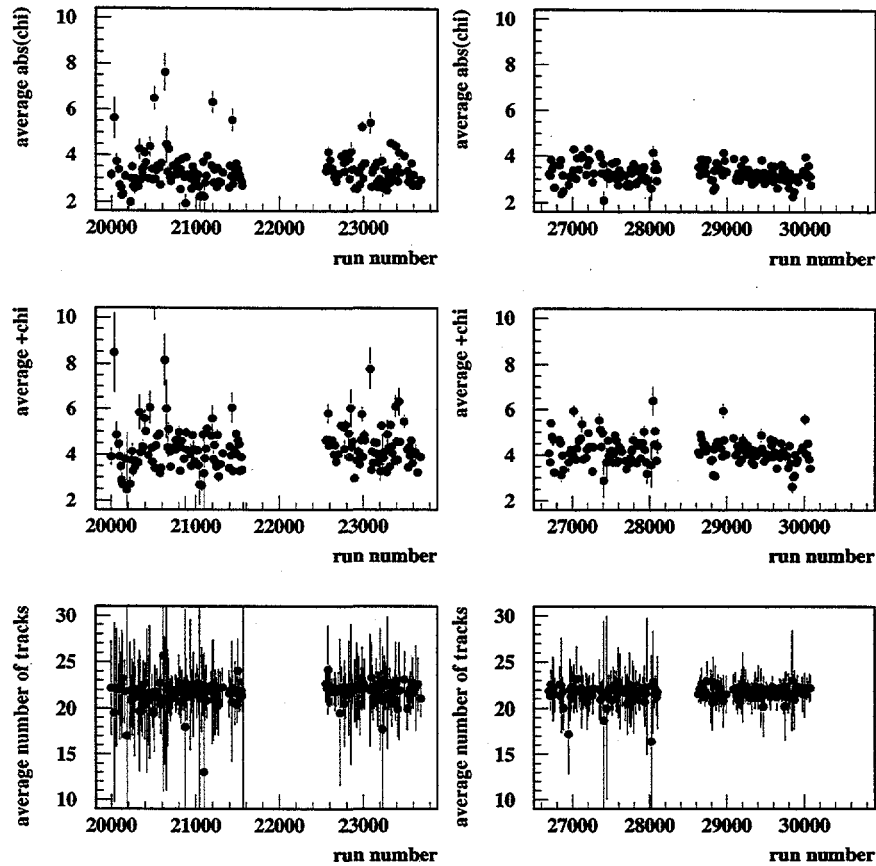 average abs(chi)
10
8
6
4
2
20000 21000 22000 23000
run number
average abs(chi)
10
8
6
4
2
27000 28000 29000 30000
run number
average +chi
10
8
6
4
2
20000 21000 22000 23000
run number
average +chi
10
8
6
4
2
27000 28000 29000 30000
run number
average number of tracks
30
25
20
15
10
20000 21000 22000 23000
run number
average number of tracks
30
25
20
15
10
27000 28000 29000 30000
run number